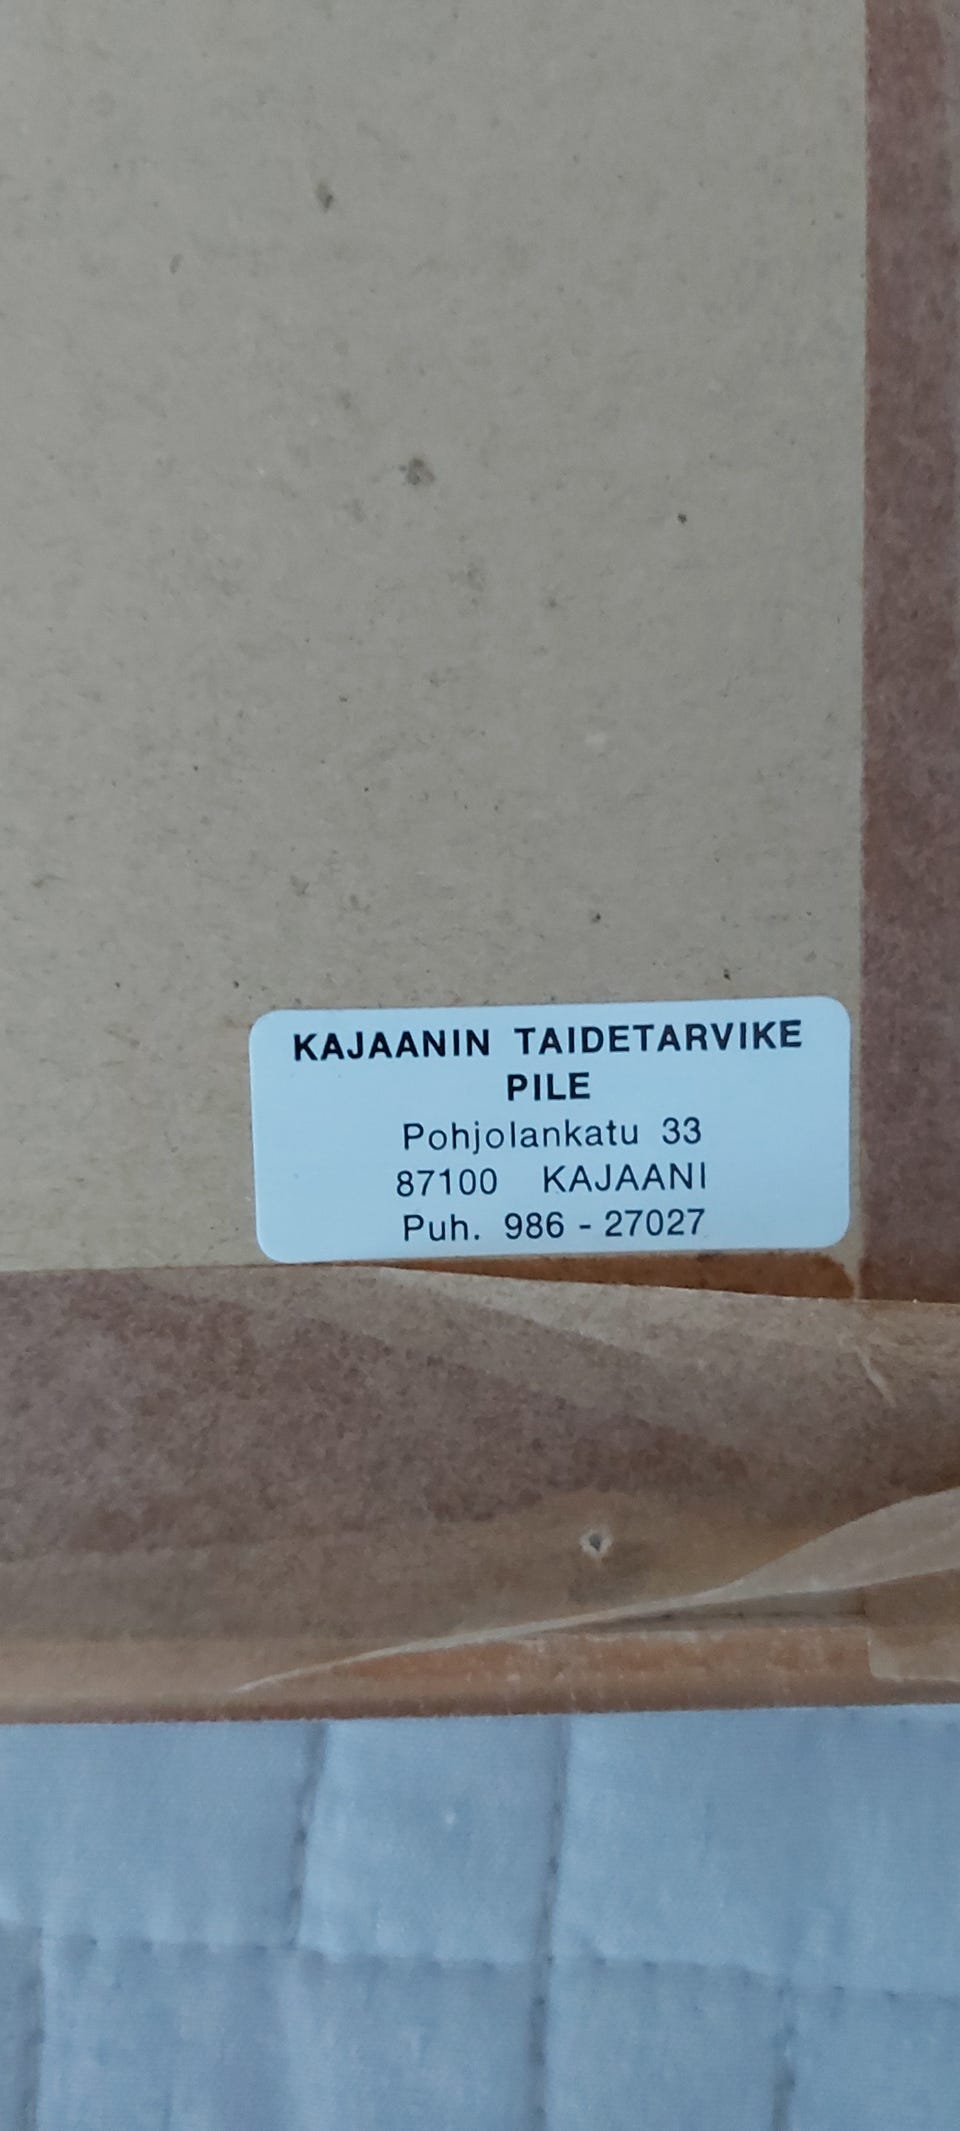 KAJAANIN TAIDETARVIKE
PILE
Pohjolankatu 33
87100 KAJAANI
Puh. 986 - 27027